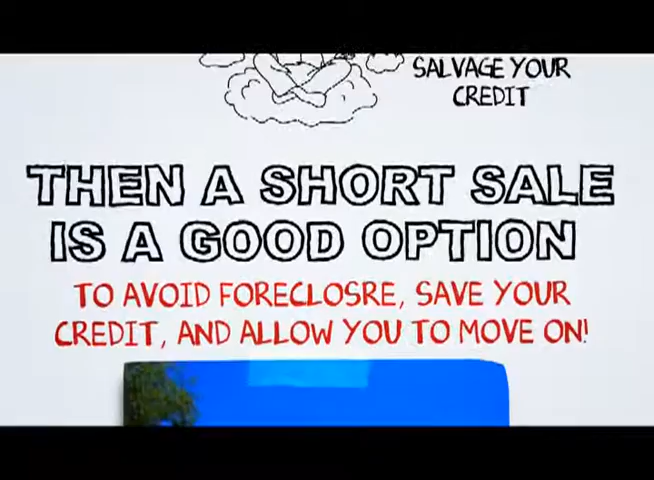 SALVAGE YOUR
CREDIT
THEN A SHORT SALE
IS A GOOD OPTION
TO AVOID FORECLOSRE, SAVE YOUR
CREDIT, AND ALLOW YOU TO MOVE ON!